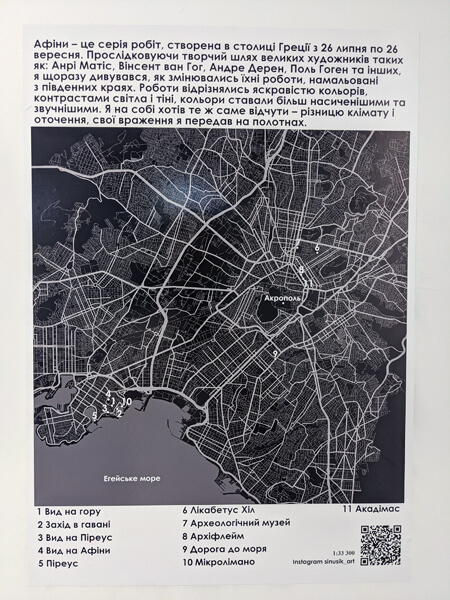 Афіни – це серія робіт, створена в столиці Греції з 26 липня по 26
вересня. Прослідковуючи творчий шлях великих художників таких
як: Анрі Матіс, Вінсент ван Гог, Андре Дерен, Поль Гоген та інших,
я щоразу дивувався, як змінювались їхні роботи, намальовані
з південних краях. Роботи відрізнялись яскравістю кольорів,
контрастами світла і тіні, кольори ставали більш насиченішими та
звучнішими. Я на собі хотів те ж саме відчути – різницю клімату і
оточення, свої враження я передав на полотнах.
6
8
11
Акрополь
9
4
1 10
3
2
5
Егейське море
1 Вид на гору
2 Захід в гавані
3 Вид на Піреус
4 Вид на Афіни
5 Піреус
6 Лікабетус Хіл
7 Археологічний музей
8 Архіфлейм
9 Дорога до моря
10 Мікролімано
11 Акадімас
1:33 300
Instagram sinusik_art